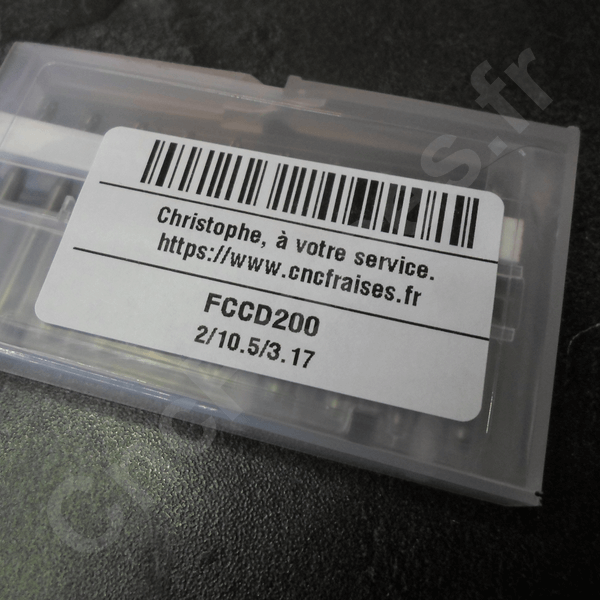 Christophe, à votre service.
https://www.cncfraises.fr
FCCD200
2/10.5/3.17